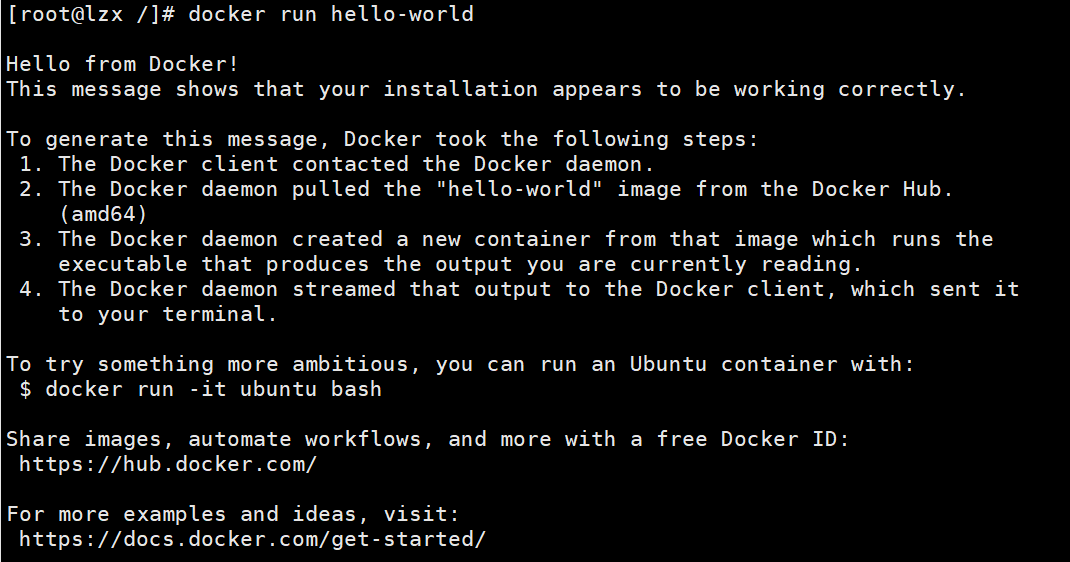 [root@lzx /]# docker run hello-world
Hello from Docker!
This message shows that your installation appears to be working correctly.
To generate this message, Docker took the following steps:
1. The Docker client contacted the Docker daemon.
2. The Docker daemon pulled the "hello-world" image from the Docker Hub.
(amd64)
3. The Docker daemon created a new container from that image which runs the
executable that produces the output you are currently reading.
4. The Docker daemon streamed that output to the Docker client, which sent it
to your terminal.
To try something more ambitious, you can run an Ubuntu container with:
$ docker run -it ubuntu bash
Share images, automate workflows, and more with a free Docker ID:
https://hub.docker.com/
For more examples and ideas, visit:
https://docs.docker.com/get-started/